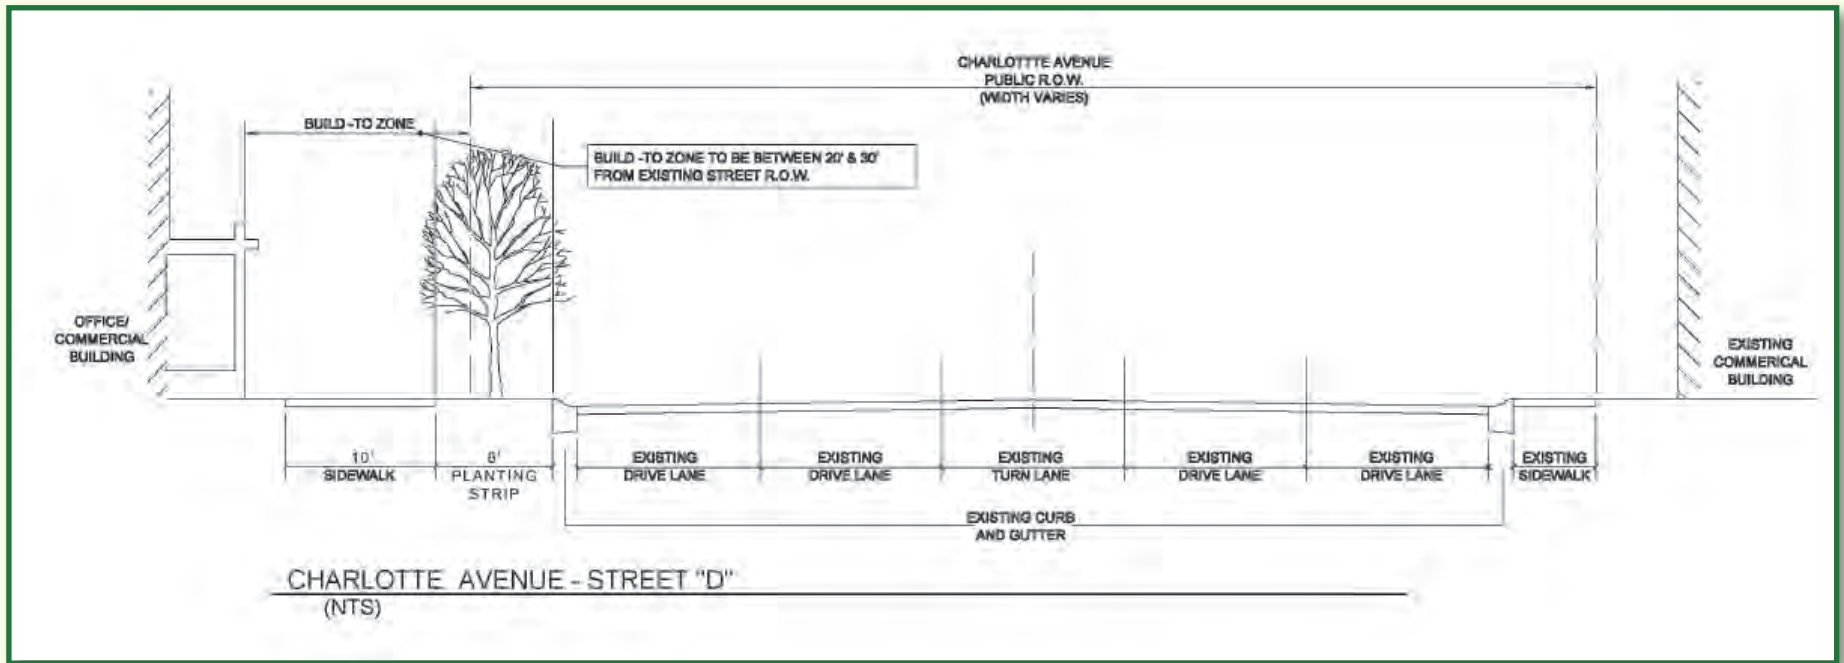 CHARLOTTTE AVENUE
PUBLIC R.O.W.
(WIDTH VARIES)
BUILD -TO ZONE
BUILD -TO ZONE TO BE BETWEEN 20' & 30'
FROM EXISTING STREET R.O.W.
OFFICE/
COMMERCIAL
BUILDING
EXISTING
COMMERICAL
BUILDING
10'
SIDEWALK
8'
PLANTING
STRIP
EXISTING
DRIVE LANE
EXISTING
DRIVE LANE
EXISTING
TURN LANE
EXISTING
DRIVE LANE
EXISTING
DRIVE LANE
EXISTING
SIDEWALK
EXISTING CURB
AND GUTTER
CHARLOTTE AVENUE - STREET "D"
(NTS)